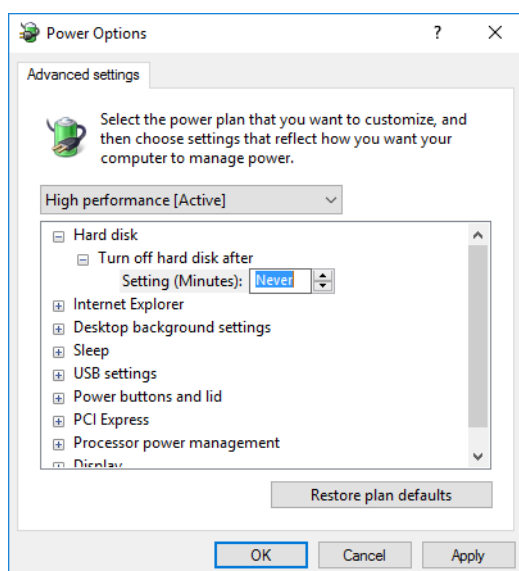 Power Options
Advanced settings
Select the power plan that you want to customize, and
then choose settings that reflect how you want your
computer to manage power.
High performance [Active]
Hard disk
Turn off hard disk after
Setting (Minutes): Never
Internet Explorer
Desktop background settings
Sleep
USB settings
Power buttons and lid
PCI Express
Processor power management
Display
Restore plan defaults
OK Cancel Apply